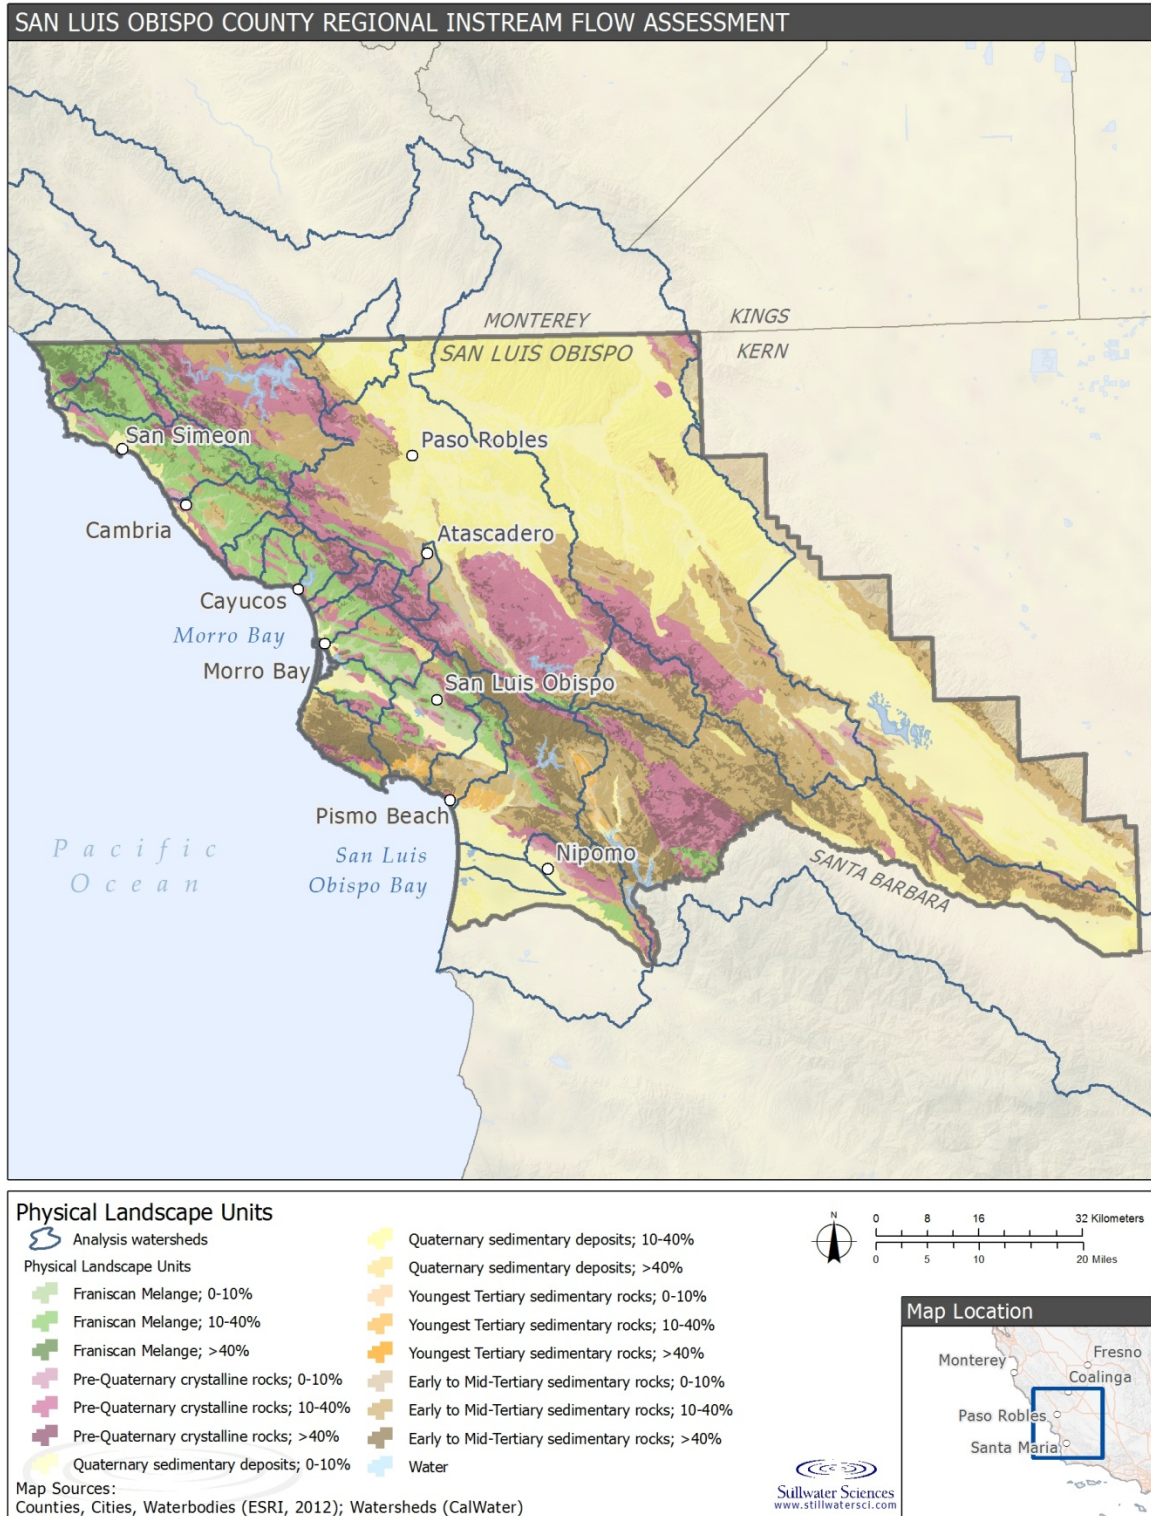 SAN LUIS OBISPO COUNTY REGIONAL INSTREAM FLOW ASSESSMENT
MONTEREY
KINGS
SAN LUIS OBISPO
KERN
San Simeon
Paso Robles
Cambria
Atascadero
Cayucos
Morro Bay
Morro Bay
San Luis Obispo
Pismo Beach
Pacific
Ocean
San Luis
Obispo Bay
Nipomo
SANTA BARBARA
Physical Landscape Units
Analysis watersheds
Physical Landscape Units
Franiscan Melange; 0-10%
Franiscan Melange; 10-40%
Franiscan Melange; >40%
Pre-Quaternary crystalline rocks; 0-10%
Pre-Quaternary crystalline rocks; 10-40%
Pre-Quaternary crystalline rocks; >40%
Quaternary sedimentary deposits; 0-10%
Quaternary sedimentary deposits; 10-40%
Quaternary sedimentary deposits; >40%
Youngest Tertiary sedimentary rocks; 0-10%
Youngest Tertiary sedimentary rocks; 10-40%
Youngest Tertiary sedimentary rocks; >40%
Early to Mid-Tertiary sedimentary rocks; 0-10%
Early to Mid-Tertiary sedimentary rocks; 10-40%
Early to Mid-Tertiary sedimentary rocks; >40%
Water
Map Sources:
Counties, Cities, Waterbodies (ESRI, 2012); Watersheds (CalWater)
N
0 8 16 32 Kilometers
0 5 10 20 Miles
Stillwater Sciences
www.stillwatersci.com
Map Location
Monterey
Fresno
Coalinga
Paso Robles
Santa Maria